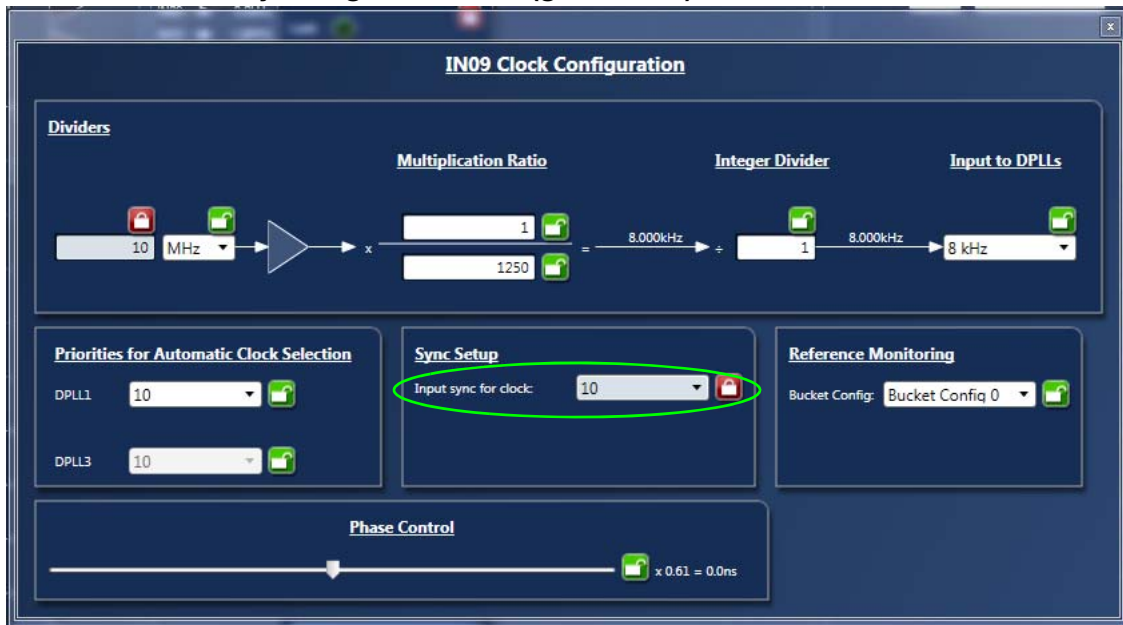 IN09 Clock Configuration
x
Dividers
Multiplication Ratio
Integer Divider
Input to DPLLs
10 MHz x 1 = 8.000kHz ÷ 1 8.000kHz 8 kHz
1250
Priorities for Automatic Clock Selection
DPLL1 10
DPLL3 10
Sync Setup
Input sync for clock: 10
Reference Monitoring
Bucket Config: Bucket Config 0
Phase Control
x 0.61 = 0.0ns